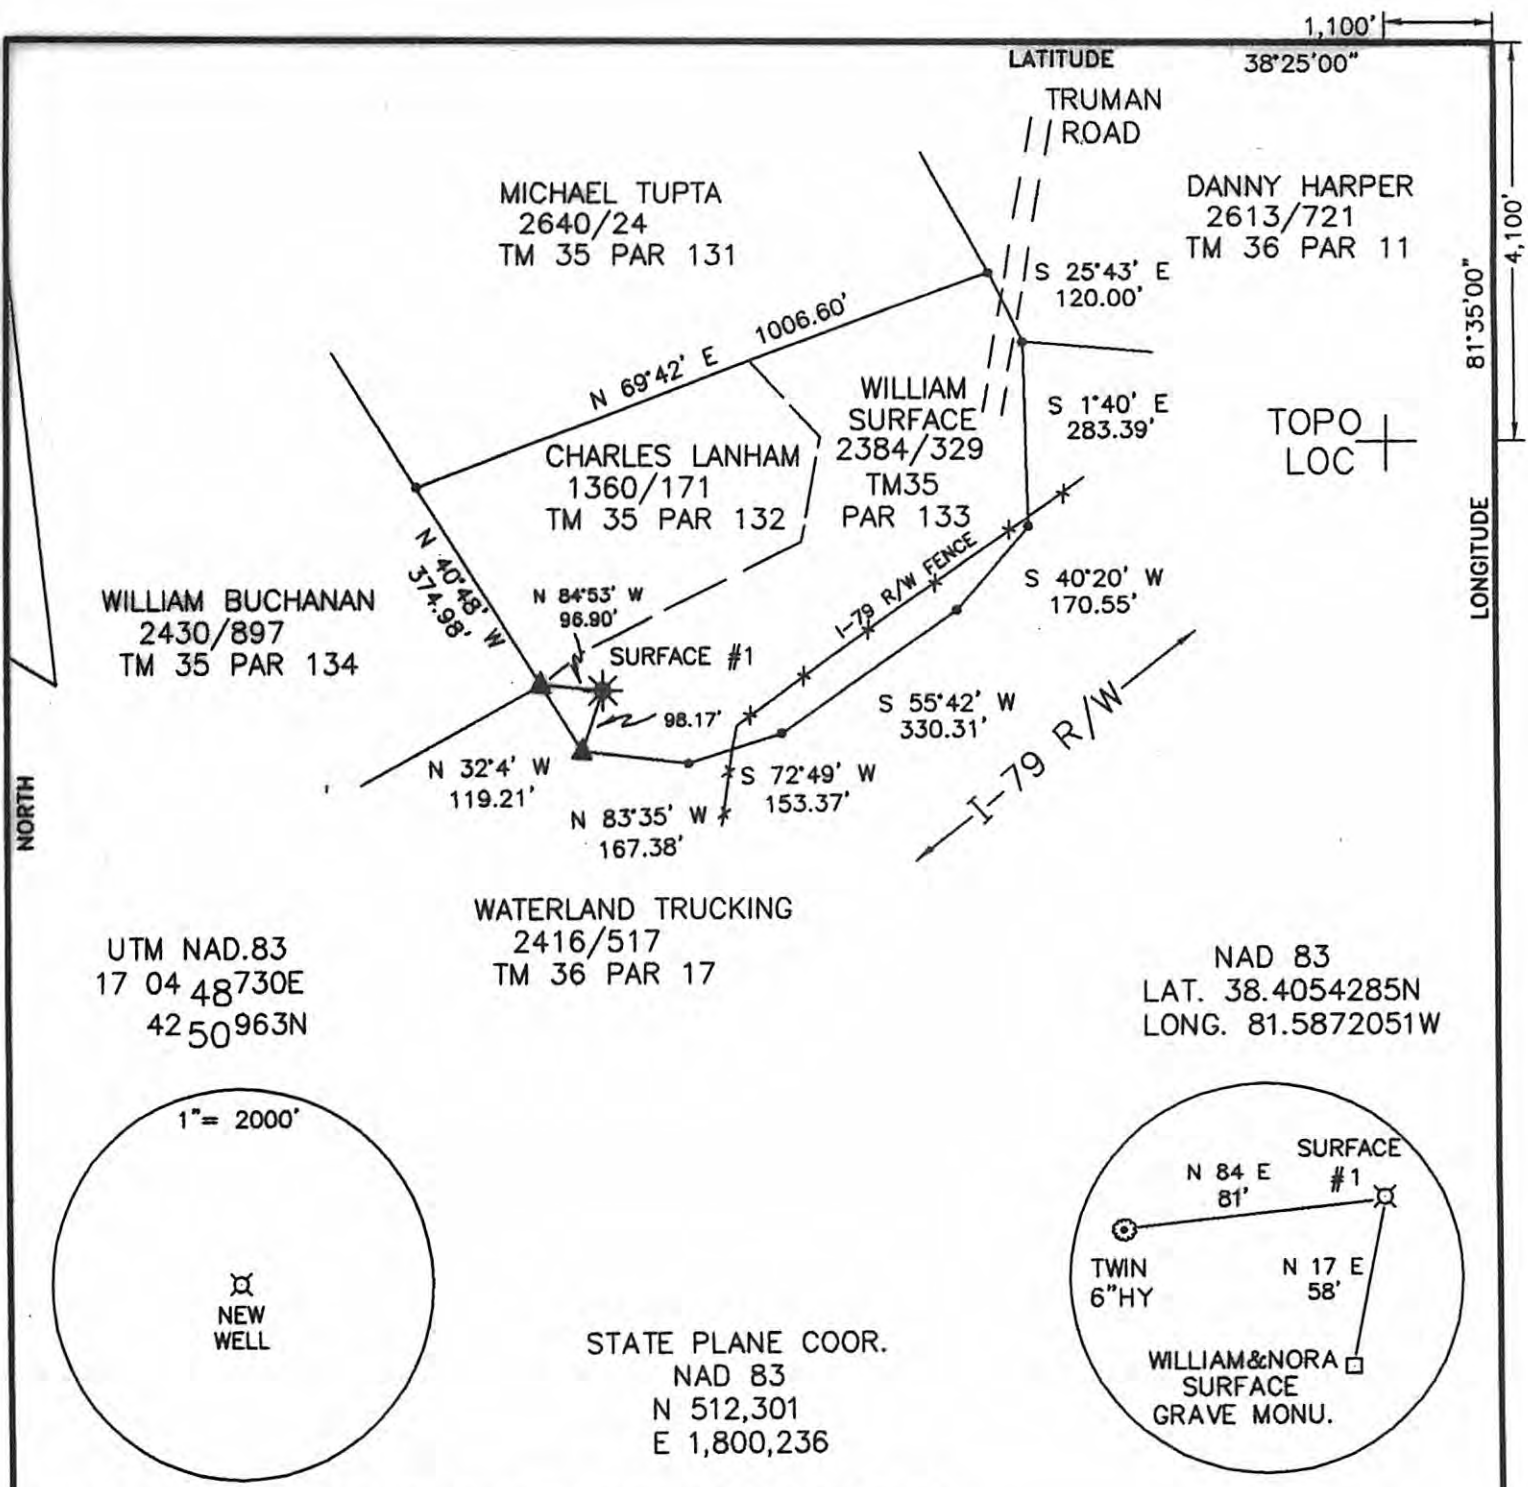 1,100'
LATITUDE
38°25'00"
TRUMAN
ROAD
MICHAEL TUPTA
2640/24
TM 35 PAR 131
DANNY HARPER
2613/721
TM 36 PAR 11
4,100'
81°35'00"
S 25°43' E
120.00'
N 69°42' E 1006.60'
WILLIAM
SURFACE
2384/329
TM35
PAR 133
S 1°40' E
283.39'
TOPO
LOC
CHARLES LANHAM
1360/171
TM 35 PAR 132
LONGITUDE
N 40°48' W
374.98'
I-79 R/W FENCE
S 40°20' W
170.55'
WILLIAM BUCHANAN
2430/897
TM 35 PAR 134
N 84°53' W
96.90'
SURFACE #1
98.17'
S 55°42' W
330.31'
I-79 R/W
NORTH
N 32°4' W
119.21'
S 72°49' W
153.37'
N 83°35' W
167.38'
WATERLAND TRUCKING
2416/517
TM 36 PAR 17
UTM NAD.83
17 04 48730E
42 50963N
NAD 83
LAT. 38.4054285N
LONG. 81.5872051W
1"= 2000'
NEW
WELL
STATE PLANE COOR.
NAD 83
N 512,301
E 1,800,236
SURFACE
#1
N 84 E
81'
TWIN
6"HY
N 17 E
58'
WILLIAM&NORA
SURFACE
GRAVE MONU.